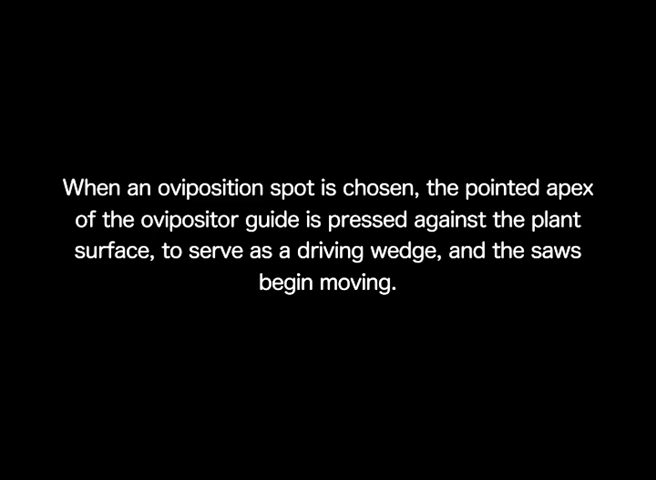 When an oviposition spot is chosen, the pointed apex
of the ovipositor guide is pressed against the plant
surface, to serve as a driving wedge, and the saws
begin moving.